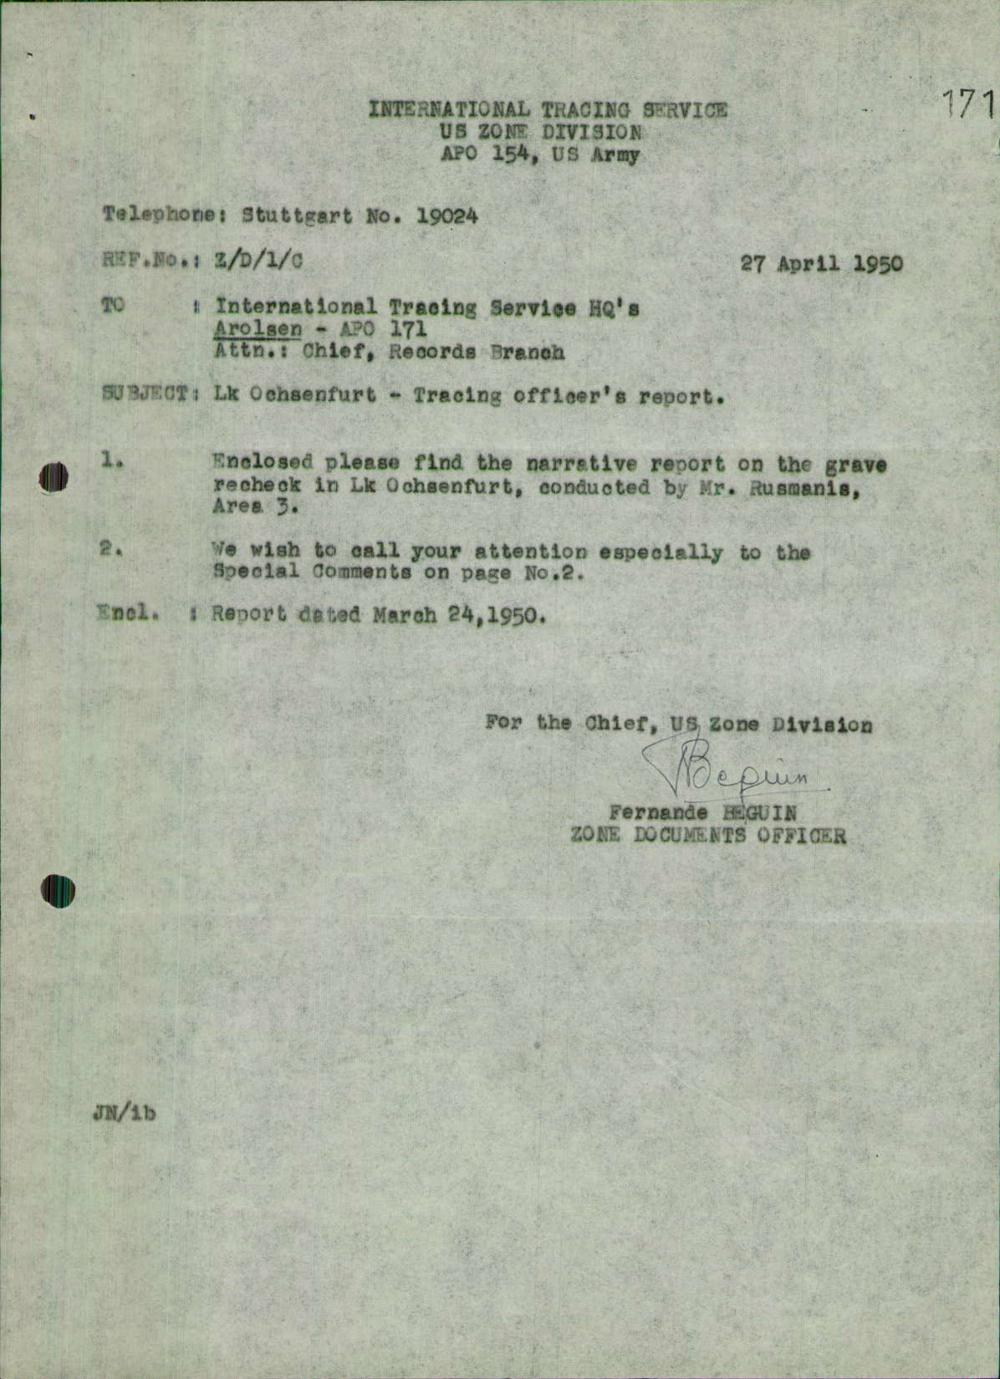 171
INTERNATIONAL TRACING SERVICE
US ZONE DIVISION
APO 154, US Army
Telephone: Stuttgart No. 19024
REF.No.: Z/D/1/C
27 April 1950
TO : International Tracing Service HQ's
Arolsen - APO 171
Attn.: Chief, Records Branch
SUBJECT: Lk Ochsenfurt - Tracing officer's report.
1. Enclosed please find the narrative report on the grave
recheck in Lk Ochsenfurt, conducted by Mr. Rusmanis,
Area 3.
2. We wish to call your attention especially to the
Special Comments on page No.2.
Encl. : Report dated March 24,1950.
For the Chief, US Zone Division
Beguin
Fernande BEGUIN
ZONE DOCUMENTS OFFICER
JN/ib